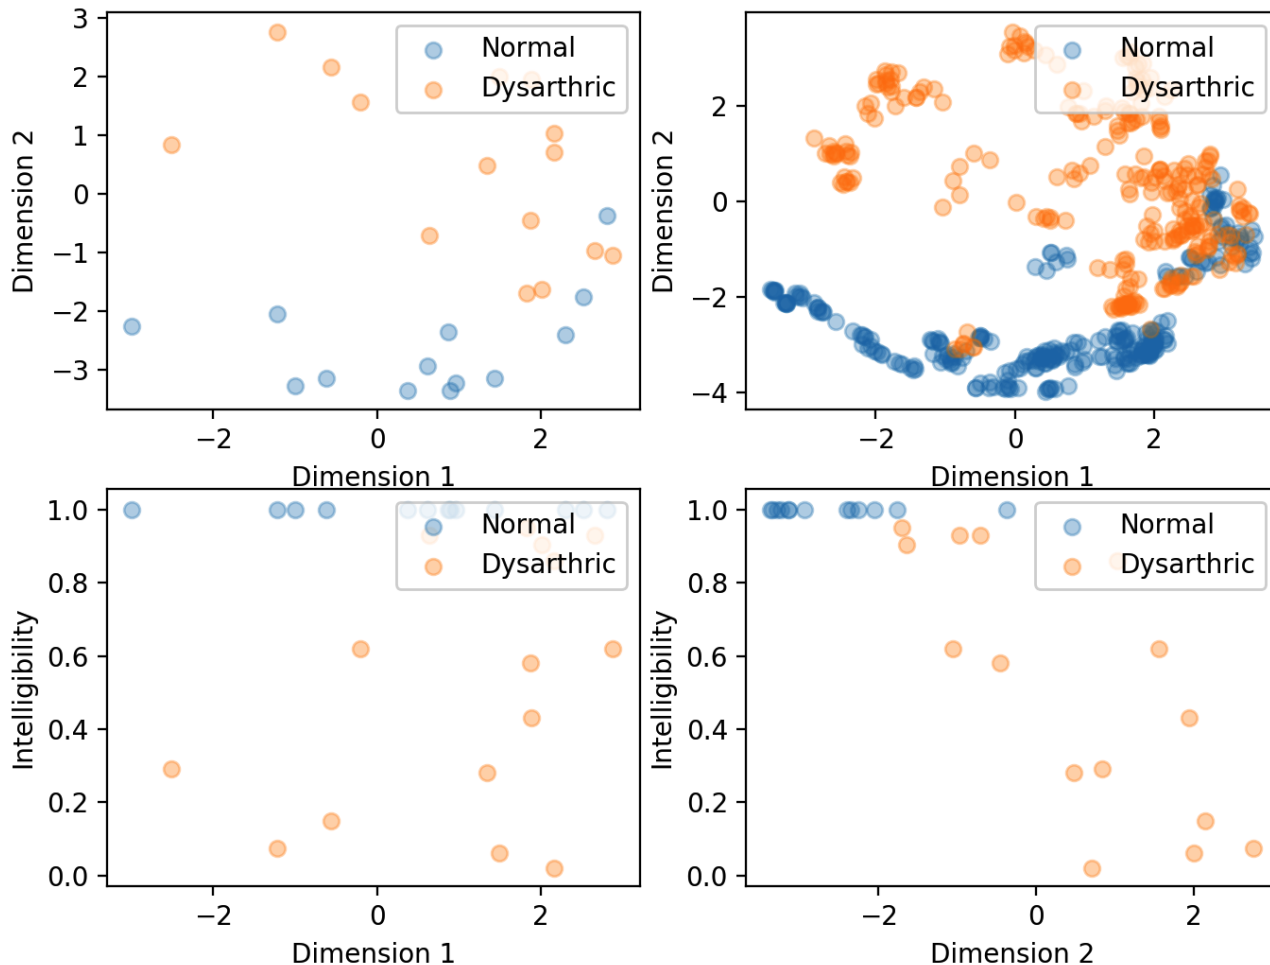 3
2
1
0
−1
−2
−3
Dimension 2
−2
0
2
Dimension 1
Normal
Dysarthric
2
0
−2
−4
Dimension 2
−2
0
2
Dimension 1
Normal
Dysarthric
1.0
0.8
0.6
0.4
0.2
0.0
Intelligibility
−2
0
2
Dimension 1
Normal
Dysarthric
1.0
0.8
0.6
0.4
0.2
0.0
Intelligibility
−2
0
2
Dimension 2
Normal
Dysarthric